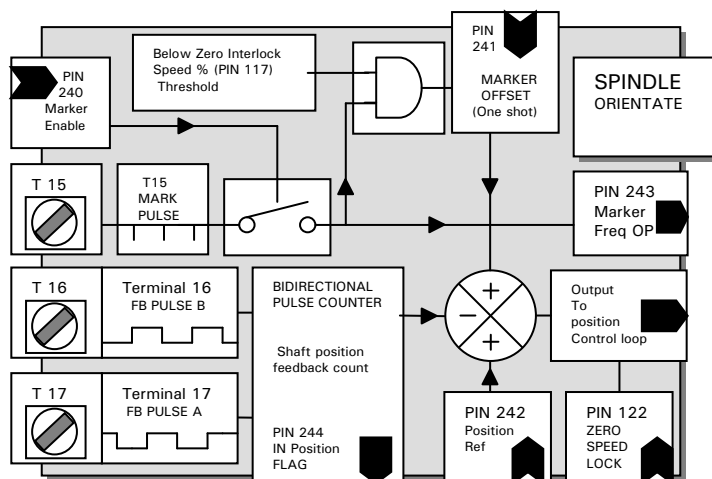 PIN
240
Marker
Enable
Below Zero Interlock
Speed % (PIN 117)
Threshold
PIN
241
MARKER
OFFSET
(One shot)
SPINDLE
ORIENTATE
T 15
T15
MARK
PULSE
PIN 243
Marker
Freq OP
T 16
Terminal 16
FB PULSE B
BIDIRECTIONAL
PULSE COUNTER
Shaft position
feedback count
+
−
+
Output
To
position
Control loop
T 17
Terminal 17
FB PULSE A
PIN 244
IN Position
FLAG
PIN 242
Position
Ref
PIN 122
ZERO
SPEED
LOCK